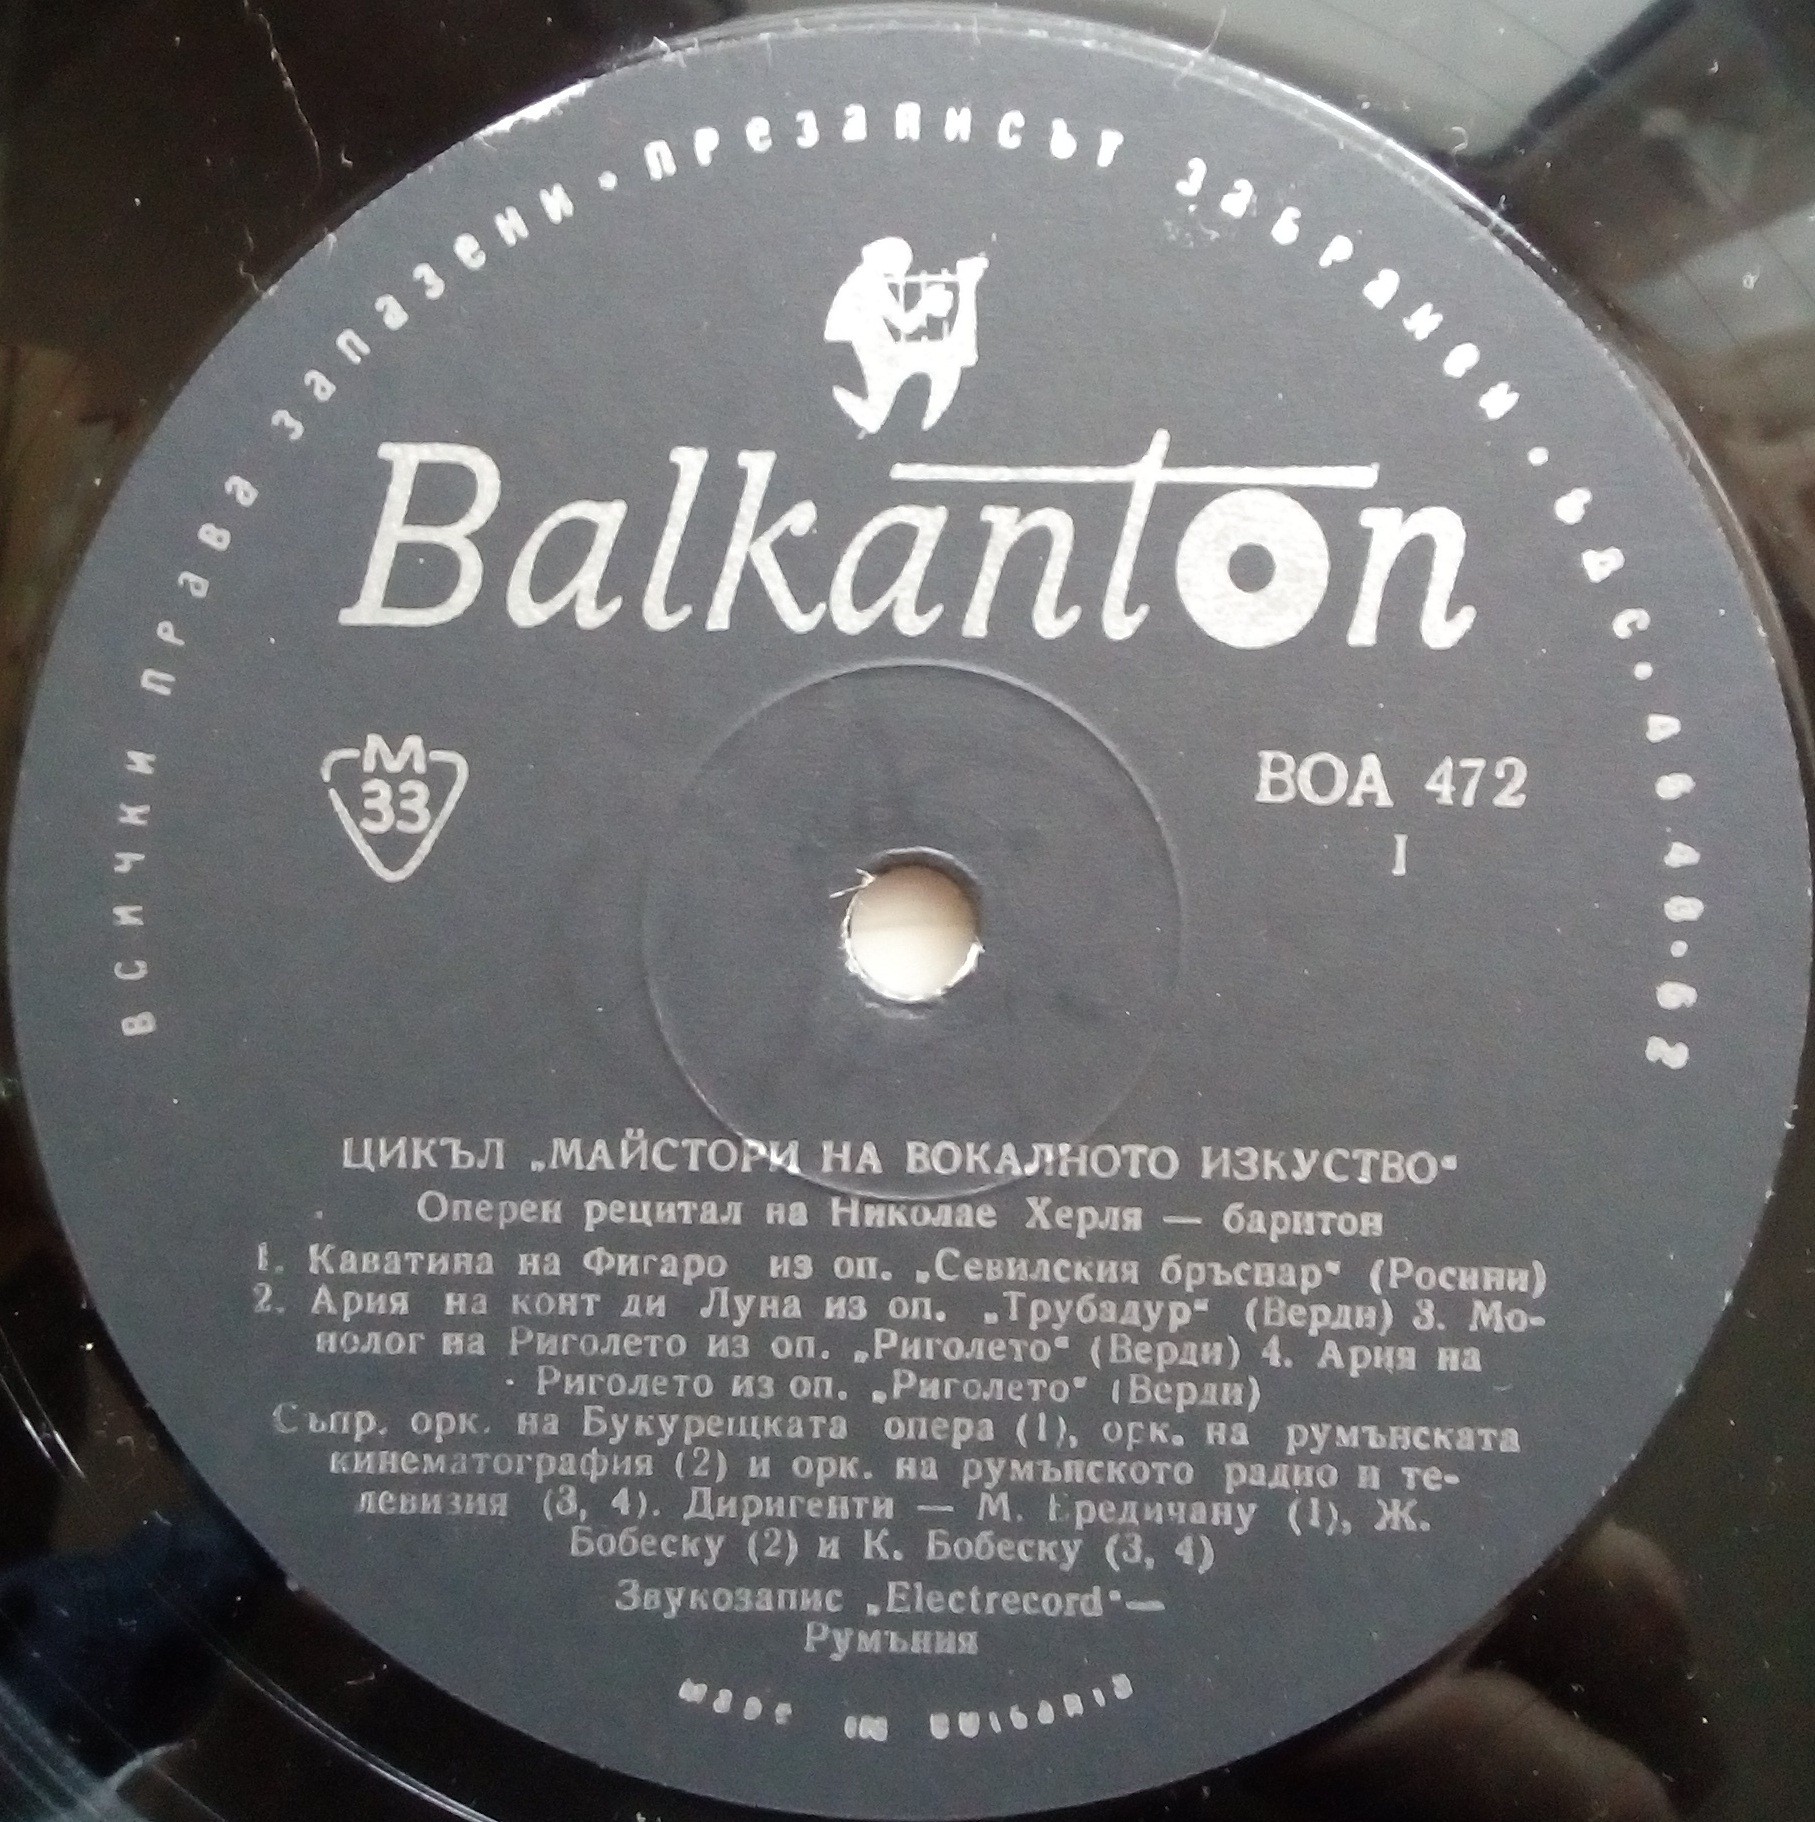 всички права запазени • презаписът забранен • БДС • 4640 • 62
Balkanton
M
33
ВОА 472
I
ЦИКЪЛ „МАЙСТОРИ НА ВОКАЛНОТО ИЗКУСТВО“
Оперен рецитал на Николае Херля — баритон
1. Каватина на Фигаро из оп. „Севилския бръснар“ (Росини)
2. Ария на конт ди Луна из оп. „Трубадур“ (Верди) 3. Мо-
нолог на Риголето из оп. „Риголето“ (Верди) 4. Ария на
Риголето из оп. „Риголето“ (Верди)
Съпр. орк. на Букурещката опера (1), орк. на румънската
кинематография (2) и орк. на румънското радио и те-
левизия (3, 4). Диригенти — М. Бредичану (1), Ж.
Бобеску (2) и К. Бобеску (3, 4)
Звукозапис „Electrecord“—
Румъния
made in bulgaria